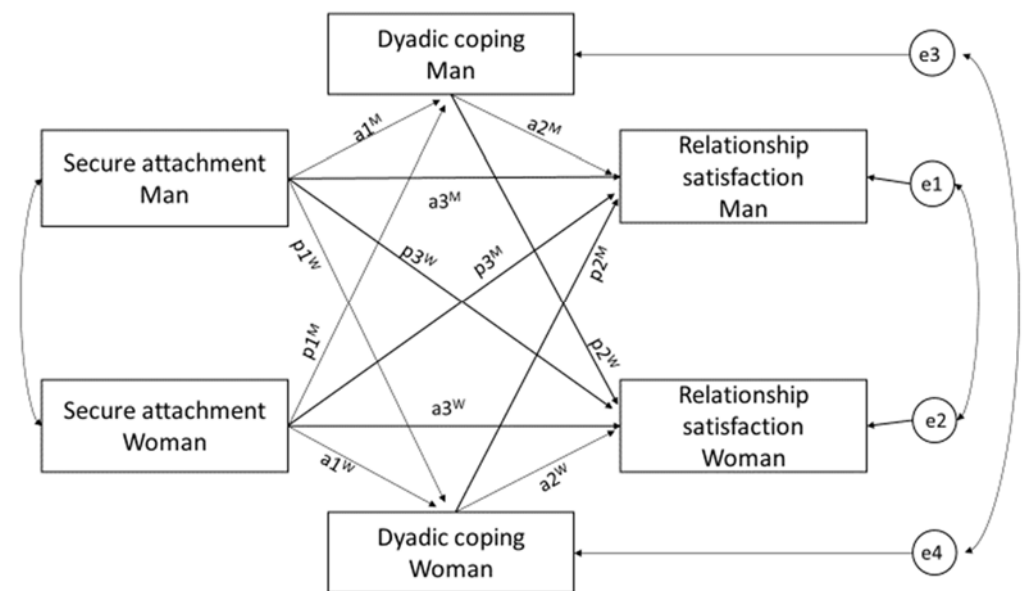 Dyadic coping
Man
e3
a1ᴹ
a2ᴹ
Secure attachment
Man
Relationship
satisfaction
Man
e1
a3ᴹ
p1ᵂ
p3ᵂ
p3ᴹ
p2ᴹ
p1ᴹ
p2ᵂ
Secure attachment
Woman
a3ᵂ
Relationship
satisfaction
Woman
e2
a1ᵂ
a2ᵂ
Dyadic coping
Woman
e4